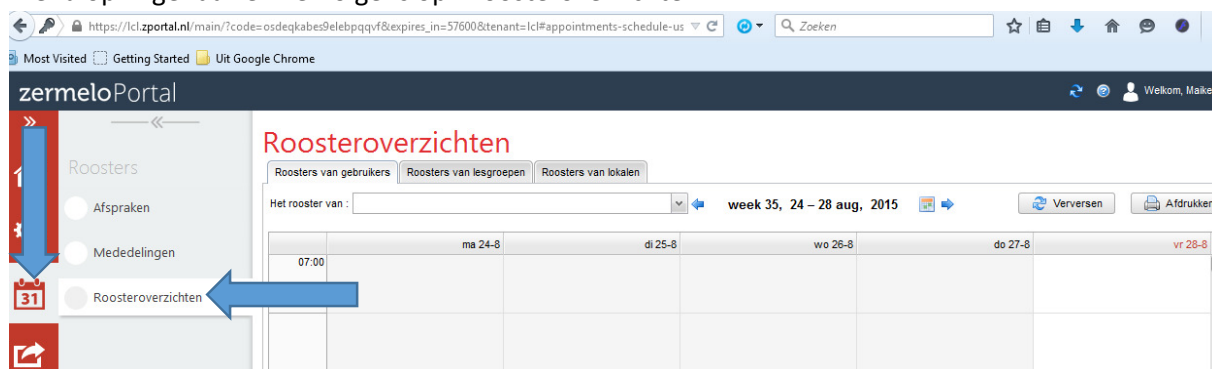 https://lcl.zportal.nl/main/?code=osdeqkabes9elebpqqvf&expires_in=57600&tenant=lcl#appointments-schedule-us
Zoeken
Most Visited Getting Started Uit Google Chrome
zermeloPortal
Welkom, Maike
Roosters
Afspraken
Mededelingen
31
Roosteroverzichten
Roosteroverzichten
Roosters van gebruikers Roosters van lesgroepen Roosters van lokalen
Het rooster van :
week 35, 24 – 28 aug, 2015
Verversen
Afdrukken
ma 24-8 di 25-8 wo 26-8 do 27-8 vr 28-8
07:00